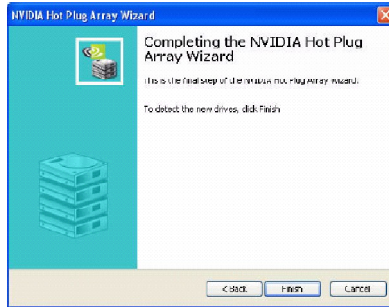 NVIDIA Hot Plug Array Wizard
Completing the NVIDIA Hot Plug
Array Wizard
This is the final step of the NVIDIA Hot Plug Array Wizard.
To detect the new drives, click Finish
< Back
Finish
Cancel